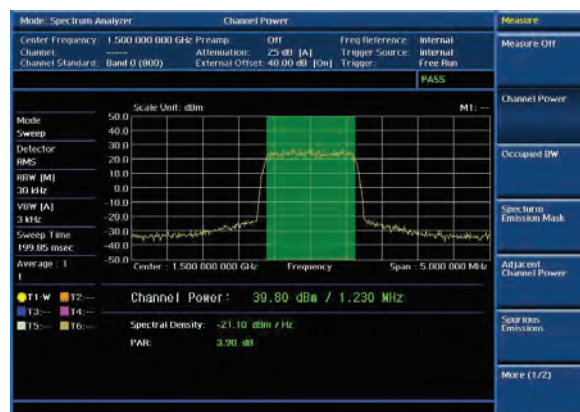 Mode: Spectrum Analyzer Channel Power
Center Frequency: 1.500 000 000 GHz Preamp: Off Freq Reference: Internal
Channel: ----- Attenuation: 25 dB [A] Trigger Source: Internal
Channel Standard: Band 0 (800) External Offset: 40.00 dB [On] Trigger: Free Run
PASS
Scale Unit: dBm M1: --
Mode
Sweep
Detector
RMS
RBW [M]
30 kHz
VBW [A]
3 kHz
Sweep Time
199.85 msec
Average : 1
1
50.0
40.0
30.0
20.0
10.0
0.0
-10.0
-20.0
-30.0
-40.0
-50.0
Center : 1.500 000 000 GHz Frequency Span : 5.000 000 MHz
T1-W T2:--
T3:-- T4:--
T5:-- T6:--
Channel Power: 39.80 dBm / 1.230 MHz
Spectral Density: -21.10 dBm / Hz
PAR: 3.90 dB
Measure
Measure Off
Channel Power
Occupied BW
Specturm
Emission Mask
Adjacent
Channel Power
Spurious
Emissions
More (1/2)